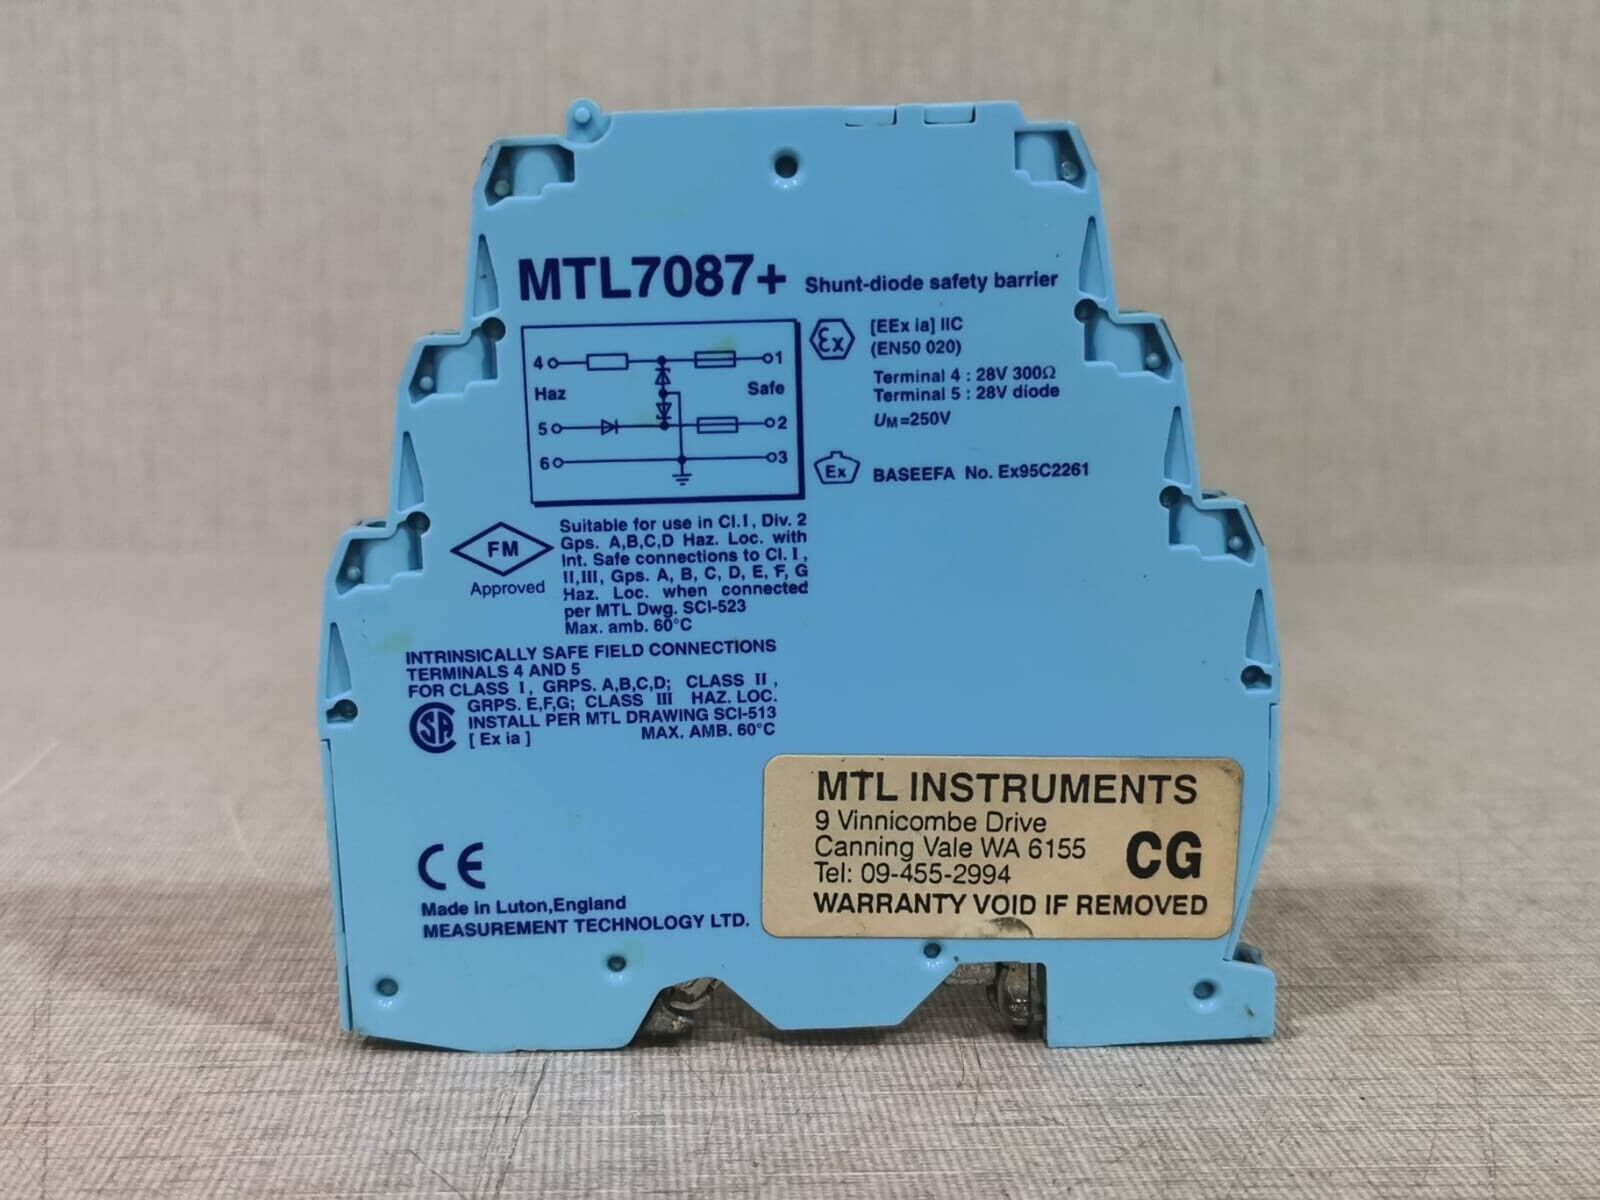 MTL7087+ Shunt-diode safety barrier
4 1
Haz Safe
5 2
6 3
Ex
[EEx ia] IIC
(EN50 020)
Terminal 4 : 28V 300Ω
Terminal 5 : 28V diode
UM=250V
Ex BASEEFA No. Ex95C2261
FM
Approved
Suitable for use in Cl.I, Div. 2
Gps. A,B,C,D Haz. Loc. with
Int. Safe connections to Cl. I,
II,III, Gps. A, B, C, D, E, F, G
Haz. Loc. when connected
per MTL Dwg. SCI-523
Max. amb. 60°C
INTRINSICALLY SAFE FIELD CONNECTIONS
TERMINALS 4 AND 5
FOR CLASS I, GRPS. A,B,C,D; CLASS II,
GRPS. E,F,G; CLASS III HAZ. LOC.
INSTALL PER MTL DRAWING SCI-513
[ Ex ia ] MAX. AMB. 60°C
SA
CE
Made in Luton,England
MEASUREMENT TECHNOLOGY LTD.
MTL INSTRUMENTS
9 Vinnicombe Drive
Canning Vale WA 6155
Tel: 09-455-2994
CG
WARRANTY VOID IF REMOVED